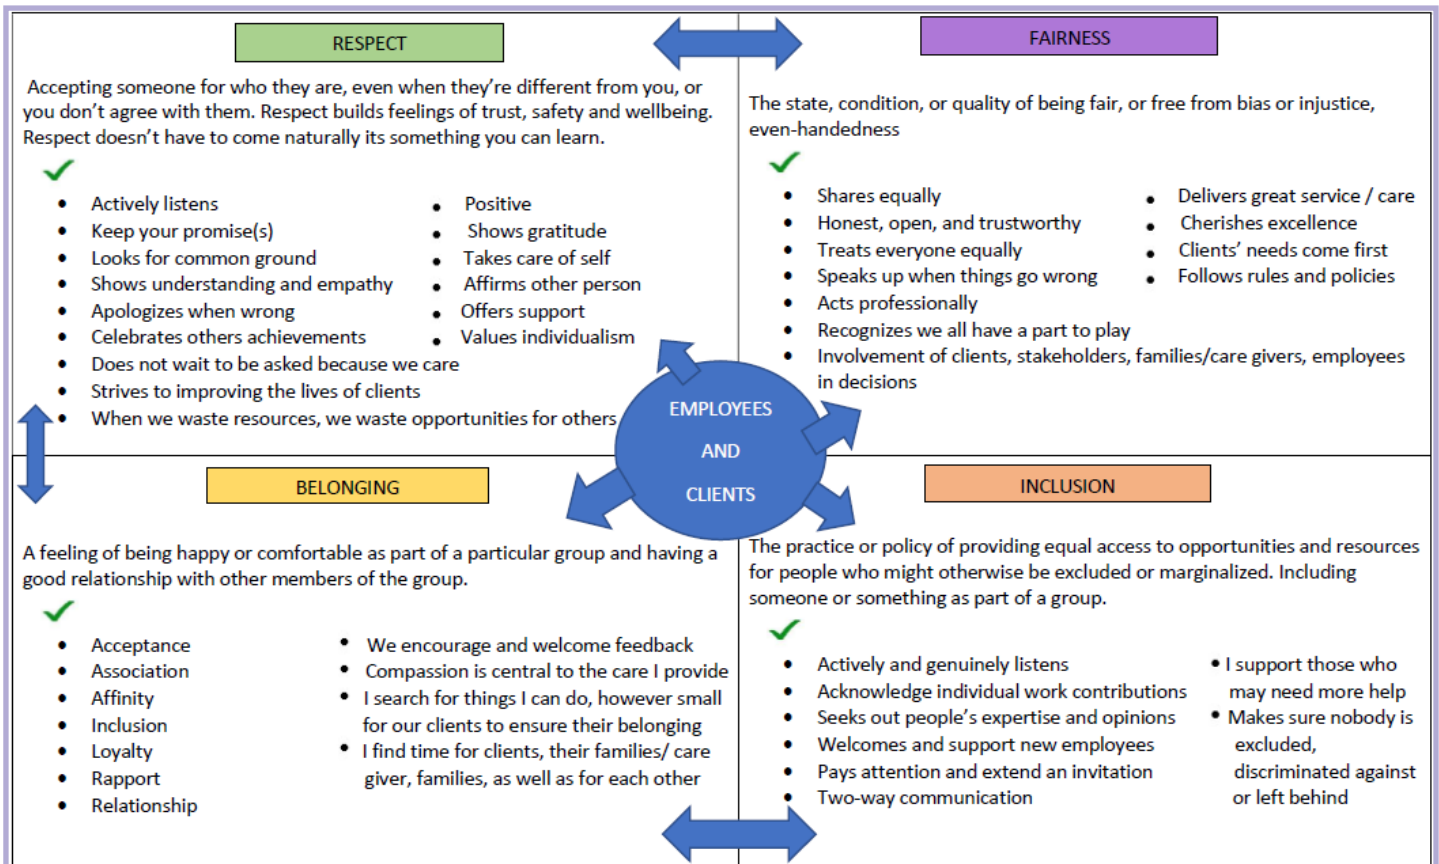 RESPECT
Accepting someone for who they are, even when they’re different from you, or
you don’t agree with them. Respect builds feelings of trust, safety and wellbeing.
Respect doesn’t have to come naturally its something you can learn.
• Actively listens
• Keep your promise(s)
• Looks for common ground
• Shows understanding and empathy
• Apologizes when wrong
• Celebrates others achievements
• Does not wait to be asked because we care
• Strives to improving the lives of clients
• When we waste resources, we waste opportunities for others
• Positive
• Shows gratitude
• Takes care of self
• Affirms other person
• Offers support
• Values individualism
FAIRNESS
The state, condition, or quality of being fair, or free from bias or injustice,
even-handedness
• Shares equally
• Honest, open, and trustworthy
• Treats everyone equally
• Speaks up when things go wrong
• Acts professionally
• Recognizes we all have a part to play
• Involvement of clients, stakeholders, families/care givers, employees
in decisions
• Delivers great service / care
• Cherishes excellence
• Clients’ needs come first
• Follows rules and policies
EMPLOYEES
AND
CLIENTS
BELONGING
A feeling of being happy or comfortable as part of a particular group and having a
good relationship with other members of the group.
• Acceptance
• Association
• Affinity
• Inclusion
• Loyalty
• Rapport
• Relationship
• We encourage and welcome feedback
• Compassion is central to the care I provide
• I search for things I can do, however small
for our clients to ensure their belonging
• I find time for clients, their families/ care
giver, families, as well as for each other
INCLUSION
The practice or policy of providing equal access to opportunities and resources
for people who might otherwise be excluded or marginalized. Including
someone or something as part of a group.
• Actively and genuinely listens
• Acknowledge individual work contributions
• Seeks out people’s expertise and opinions
• Welcomes and support new employees
• Pays attention and extend an invitation
• Two-way communication
• I support those who
may need more help
• Makes sure nobody is
excluded,
discriminated against
or left behind